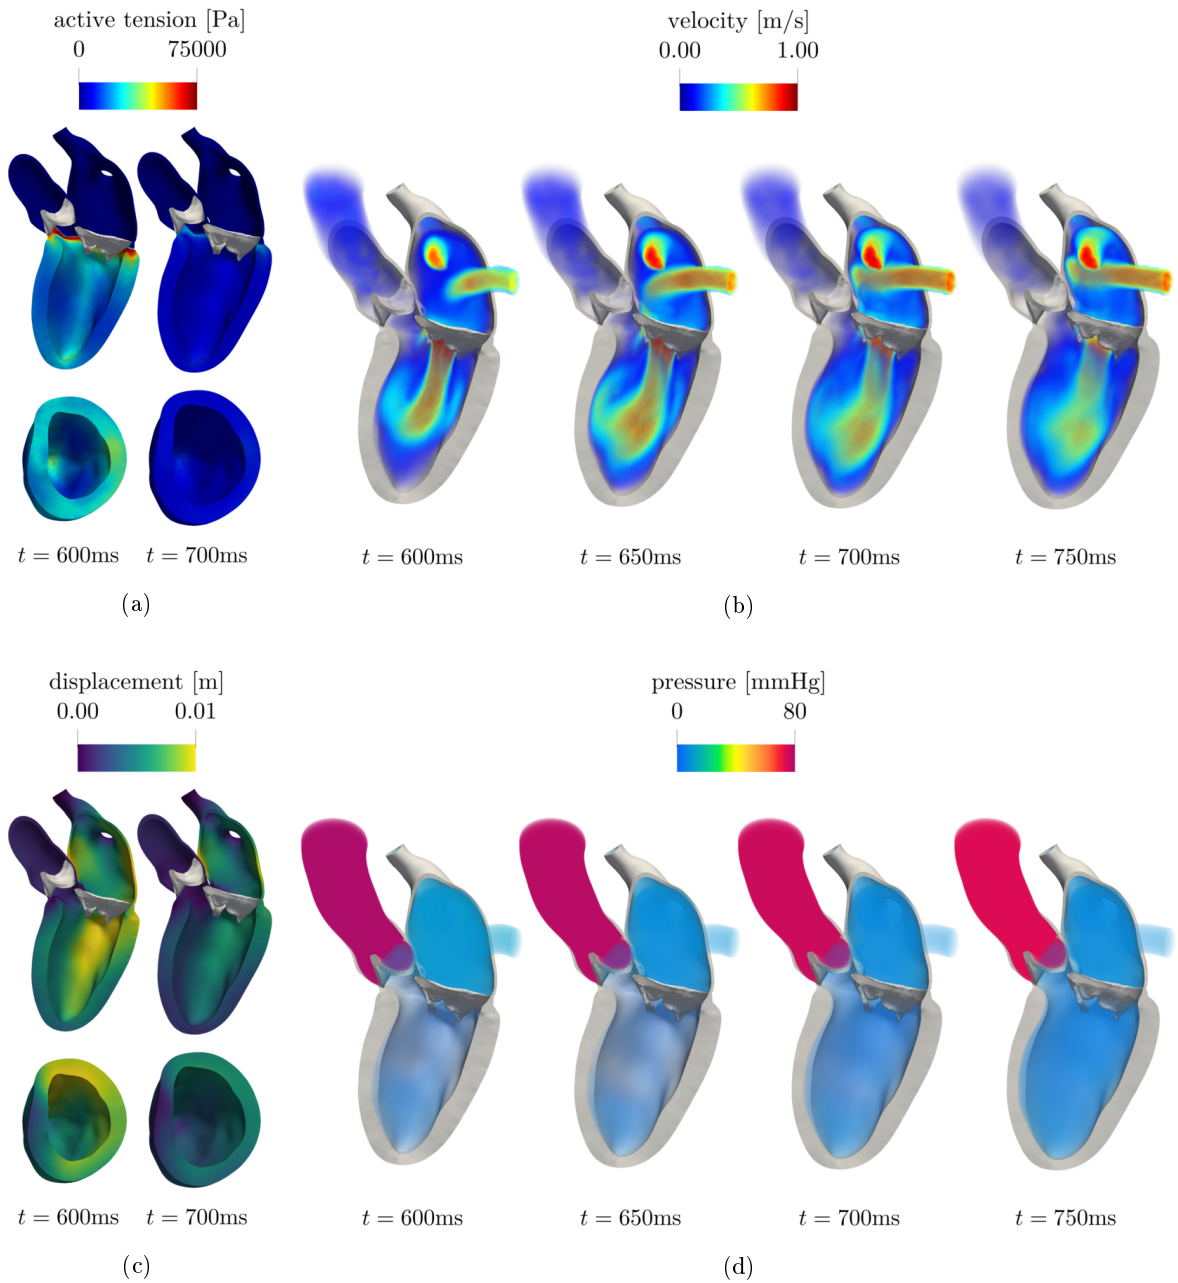 active tension [Pa]
0 75000
velocity [m/s]
0.00 1.00
t = 600ms t = 700ms
t = 600ms t = 650ms t = 700ms t = 750ms
(a) (b)
displacement [m]
0.00 0.01
pressure [mmHg]
0 80
t = 600ms t = 700ms
t = 600ms t = 650ms t = 700ms t = 750ms
(c) (d)